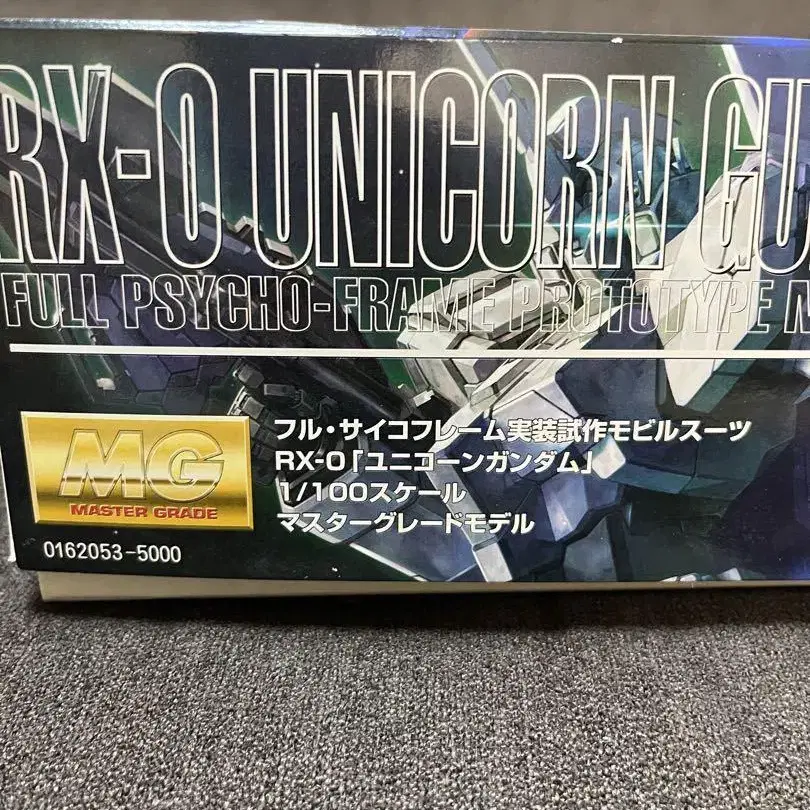 RX-0 UNICORN GU
FULL PSYCHO-FRAME PROTOTYPE M
MG
MASTER GRADE
フル・サイコフレーム実装試作モビルスーツ
RX-0「ユニコーンガンダム」
1/100スケール
マスターグレードモデル
0162053-5000